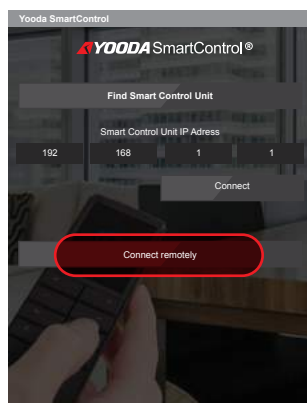 Yooda SmartControl
YOODA SmartControl®
Find Smart Control Unit
Smart Control Unit IP Adress
192 168 1 1
Connect
Connect remotely